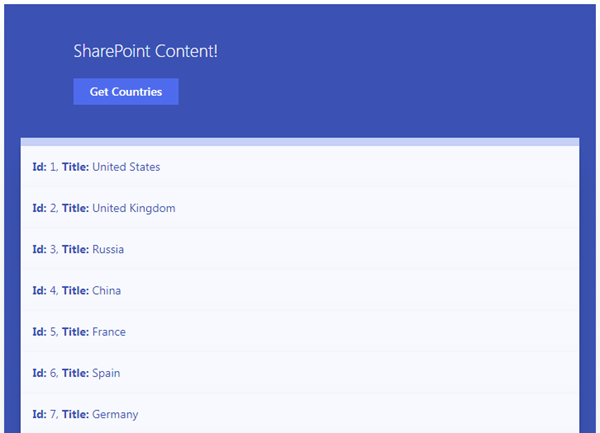 SharePoint Content!
Get Countries
Id: 1, Title: United States
Id: 2, Title: United Kingdom
Id: 3, Title: Russia
Id: 4, Title: China
Id: 5, Title: France
Id: 6, Title: Spain
Id: 7, Title: Germany